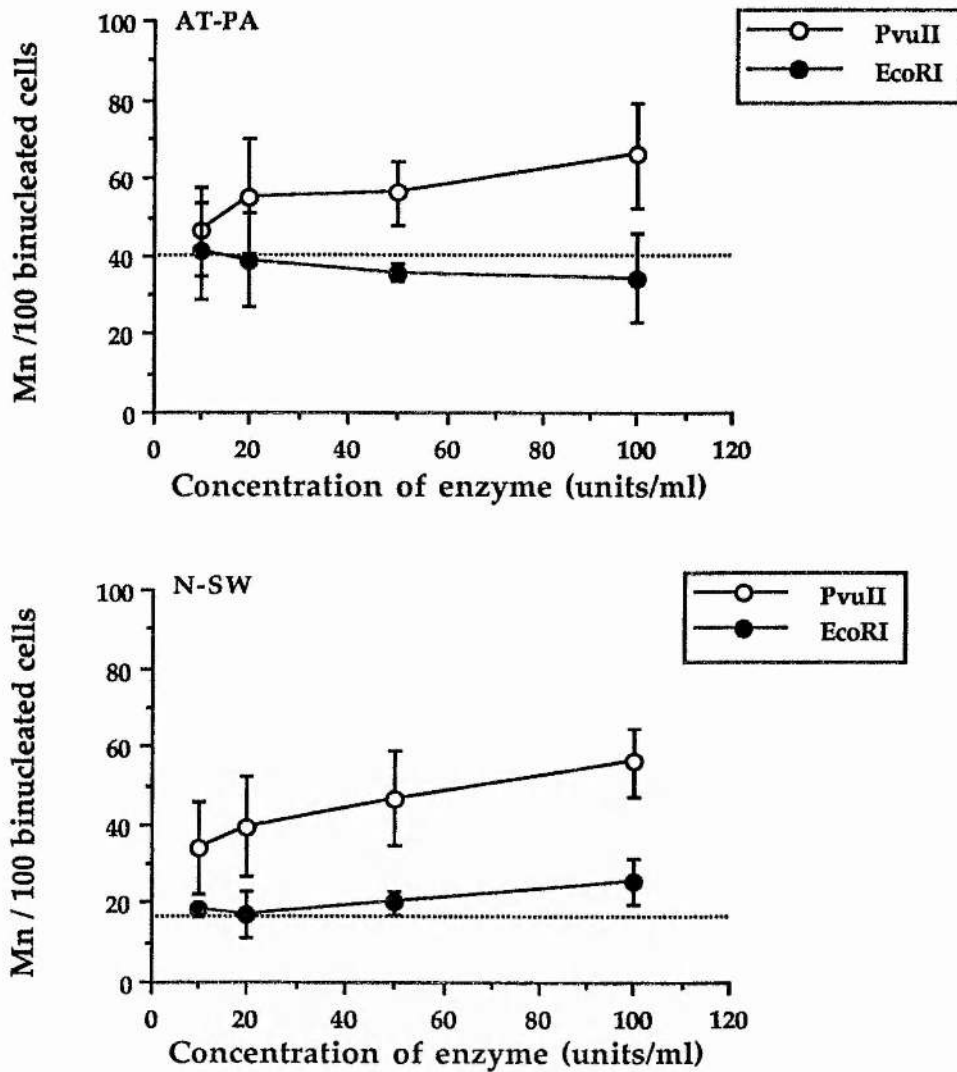 AT-PA
PvuII
EcoRI
Mn /100 binucleated cells
100
80
60
40
20
0
0 20 40 60 80 100 120
Concentration of enzyme (units/ml)
N-SW
PvuII
EcoRI
Mn / 100 binucleated cells
100
80
60
40
20
0
0 20 40 60 80 100 120
Concentration of enzyme (units/ml)